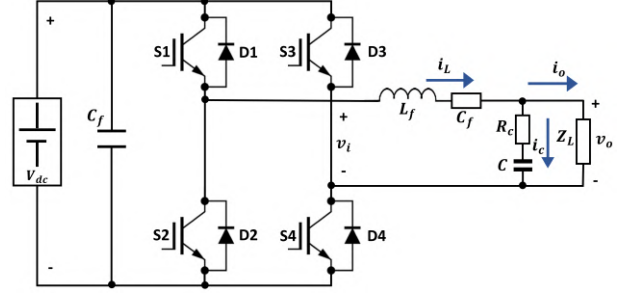 +
S1
D1
S3
D3
i_L
i_o
C_f
+
L_f
C_f
+
R_c
i_c
Z_L
v_o
v_i
V_dc
-
C
-
S2
D2
S4
D4
-